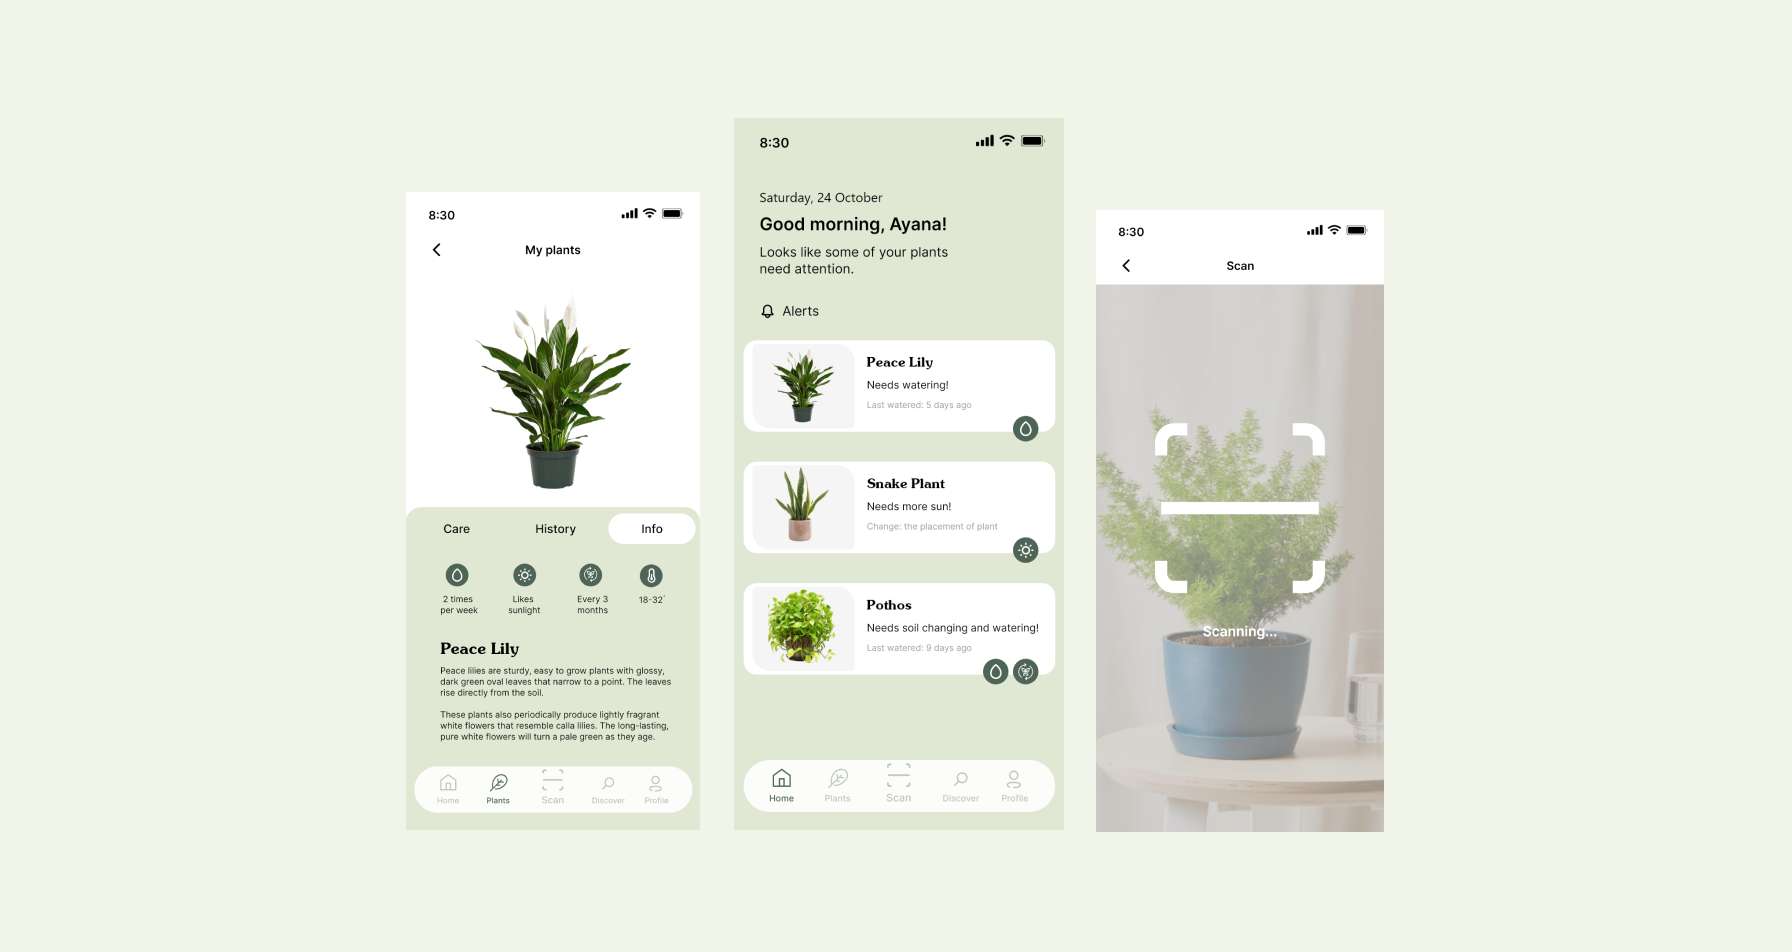 8:30
My plants
Care
History
Info
2 times
per week
Likes
sunlight
Every 3
months
18-32°
Peace Lily
Peace lilies are sturdy, easy to grow plants with glossy,
dark green oval leaves that narrow to a point. The leaves
rise directly from the soil.
These plants also periodically produce lightly fragrant
white flowers that resemble calla lilies. The long-lasting,
pure white flowers will turn a pale green as they age.
Home
Plants
Scan
Discover
Profile
8:30
Saturday, 24 October
Good morning, Ayana!
Looks like some of your plants
need attention.
Alerts
Peace Lily
Needs watering!
Last watered: 5 days ago
Snake Plant
Needs more sun!
Change: the placement of plant
Pothos
Needs soil changing and watering!
Last watered: 9 days ago
Home
Plants
Scan
Discover
Profile
8:30
Scan
Scanning...